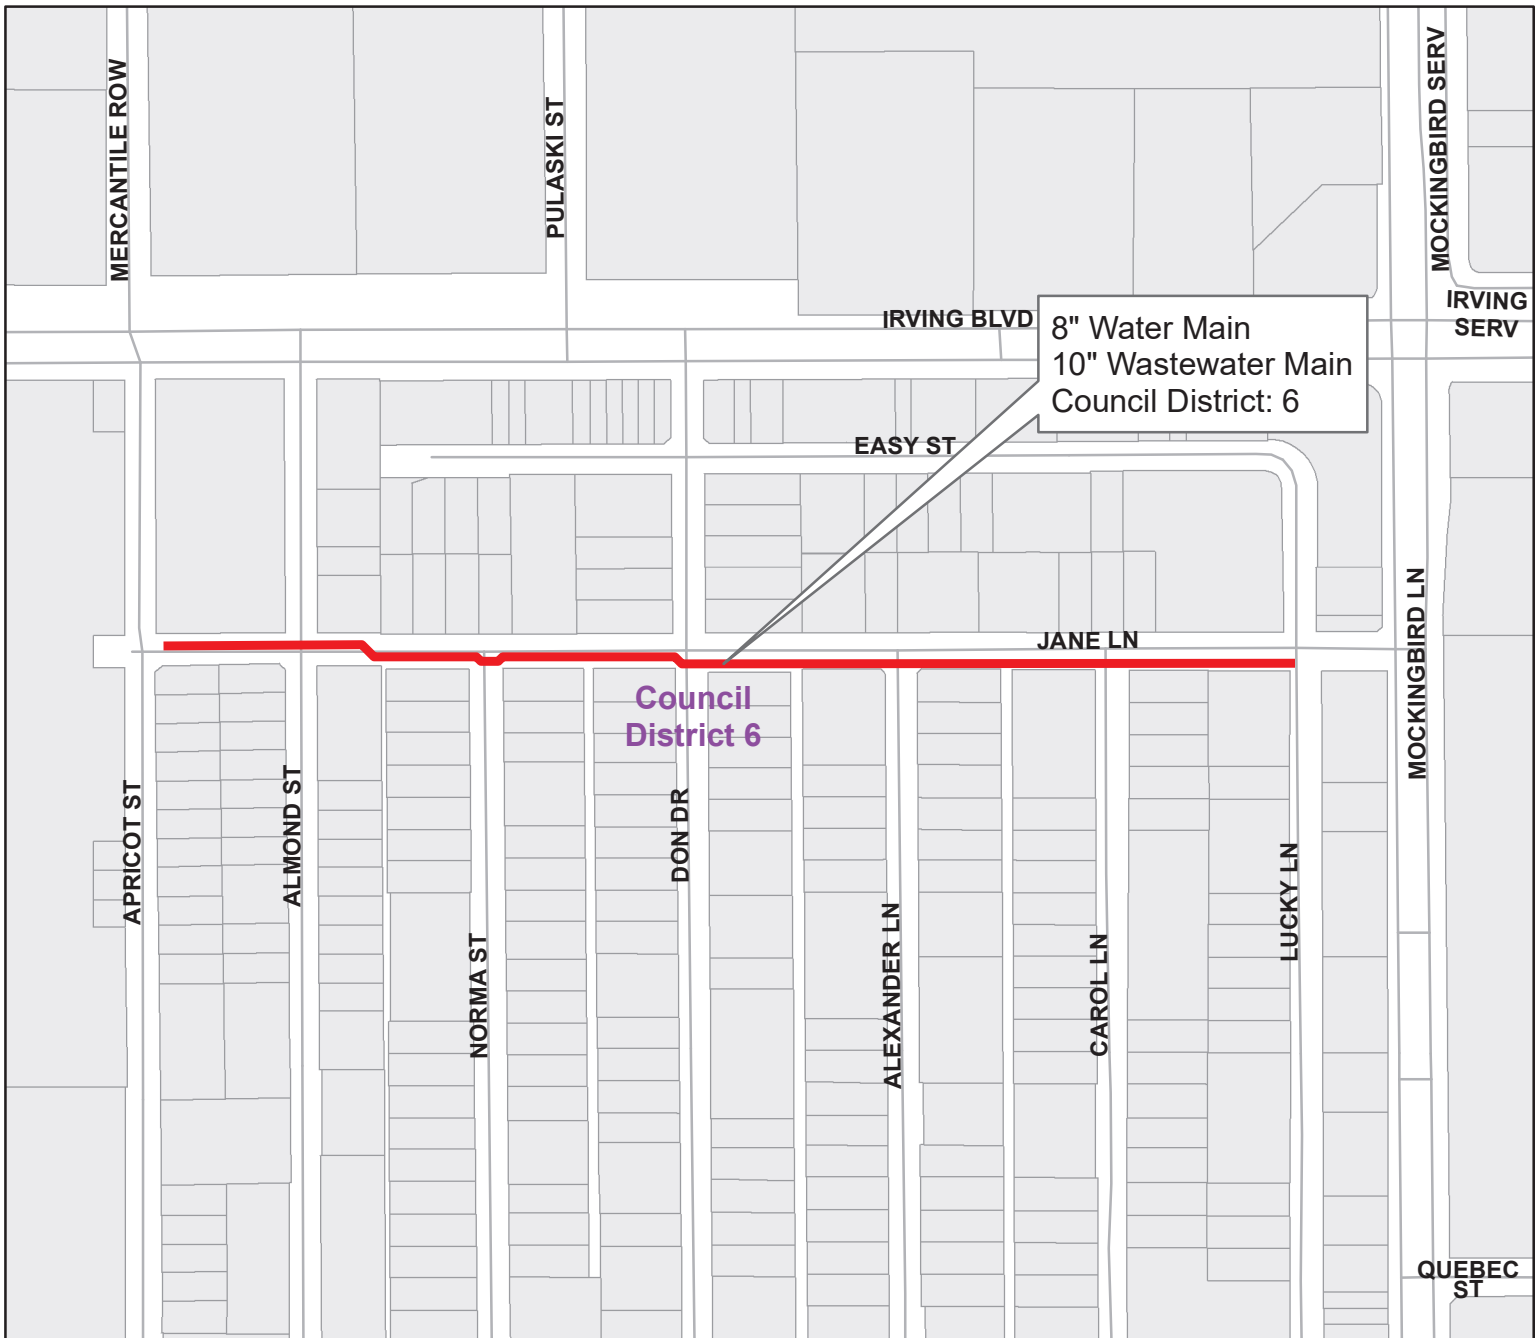 MERCANTILE ROW
PULASKI ST
MOCKINGBIRD SERV
IRVING BLVD
IRVING
SERV
8" Water Main
10" Wastewater Main
Council District: 6
EASY ST
JANE LN
MOCKINGBIRD LN
Council
District 6
APRICOT ST
ALMOND ST
NORMA ST
DON DR
ALEXANDER LN
CAROL LN
LUCKY LN
QUEBEC
ST